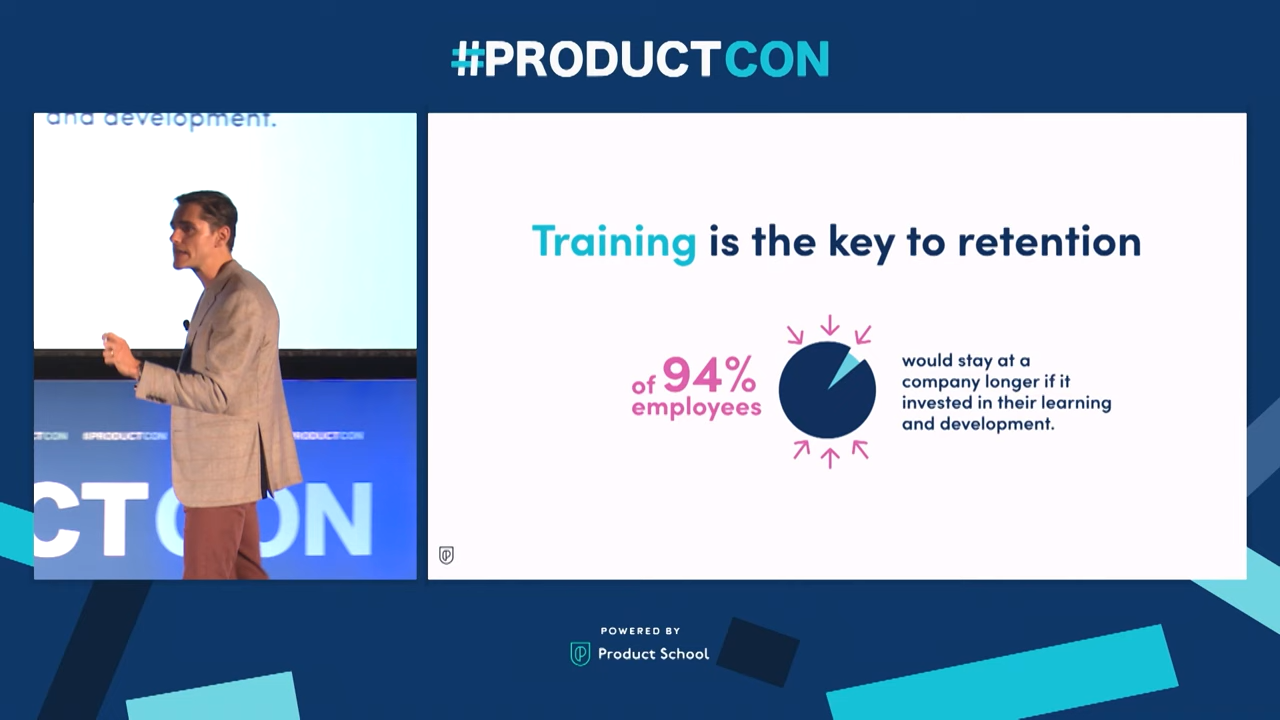 #PRODUCTCON
and development.
#PRODUCTCON
CT CON
Training is the key to retention
of 94%
employees
would stay at a
company longer if it
invested in their learning
and development.
POWERED BY
Product School